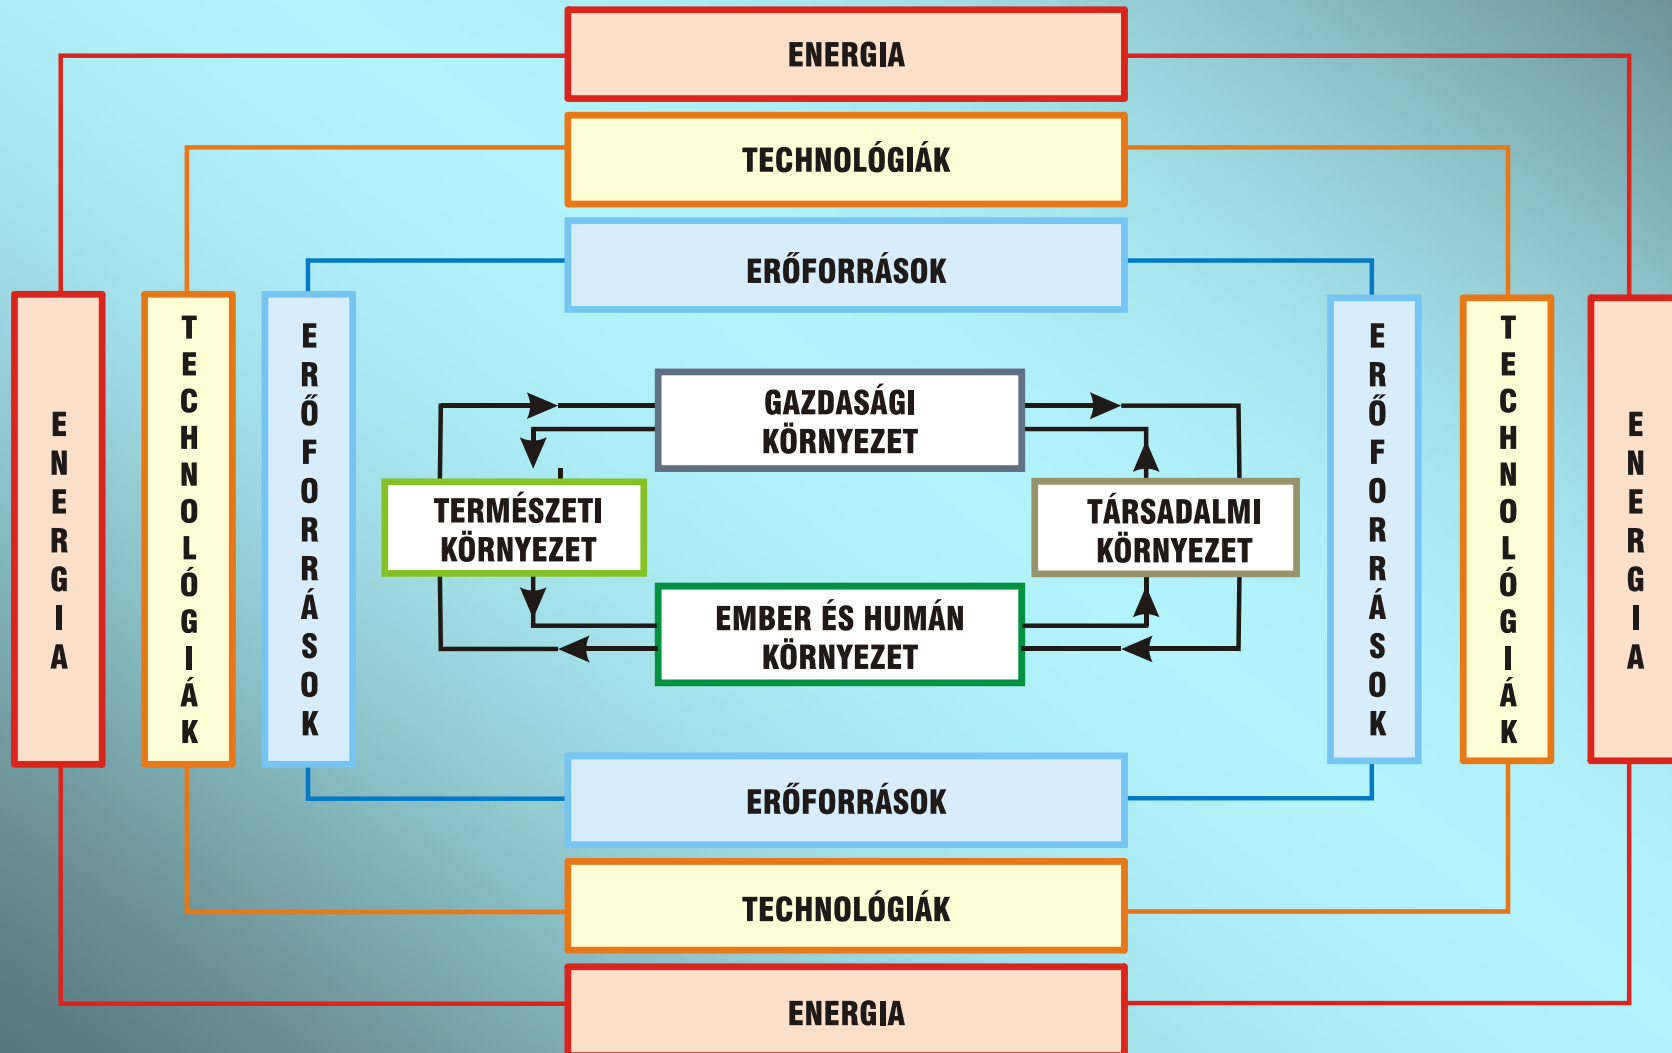 ENERGIA
TECHNOLÓGIÁK
ERŐFORRÁSOK
ENERGIA
TECHNOLÓGIÁK
ERŐFORRÁSOK
GAZDASÁGI
KÖRNYEZET
TERMÉSZETI
KÖRNYEZET
TÁRSADALMI
KÖRNYEZET
EMBER ÉS HUMÁN
KÖRNYEZET
ERŐFORRÁSOK
TECHNOLÓGIÁK
ENERGIA
ERŐFORRÁSOK
TECHNOLÓGIÁK
ENERGIA